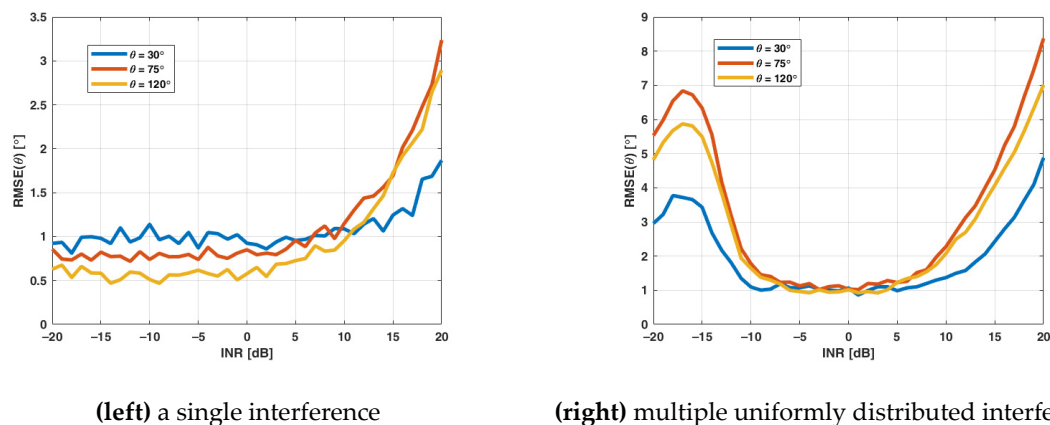 3.5
3
2.5
2
1.5
1
0.5
0
−20 −15 −10 −5 0 5 10 15 20
RMSE(θ) [°]
INR [dB]
θ = 30°
θ = 75°
θ = 120°
9
8
7
6
5
4
3
2
1
0
−20 −15 −10 −5 0 5 10 15 20
RMSE(θ) [°]
INR [dB]
θ = 30°
θ = 75°
θ = 120°
(left) a single interference
(right) multiple uniformly distributed interfe